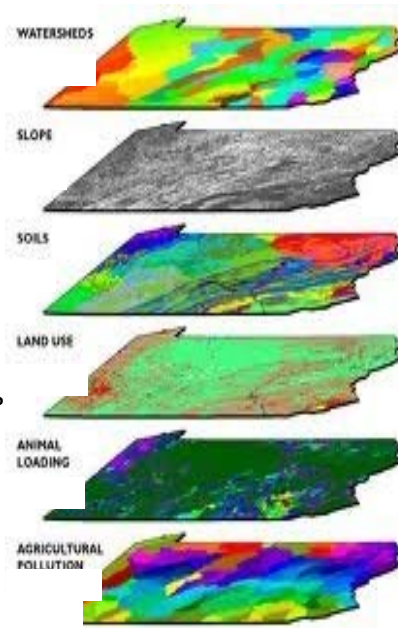 WATERSHEDS
SLOPE
SOILS
LAND USE
ANIMAL
LOADING
AGRICULTURAL
POLLUTION